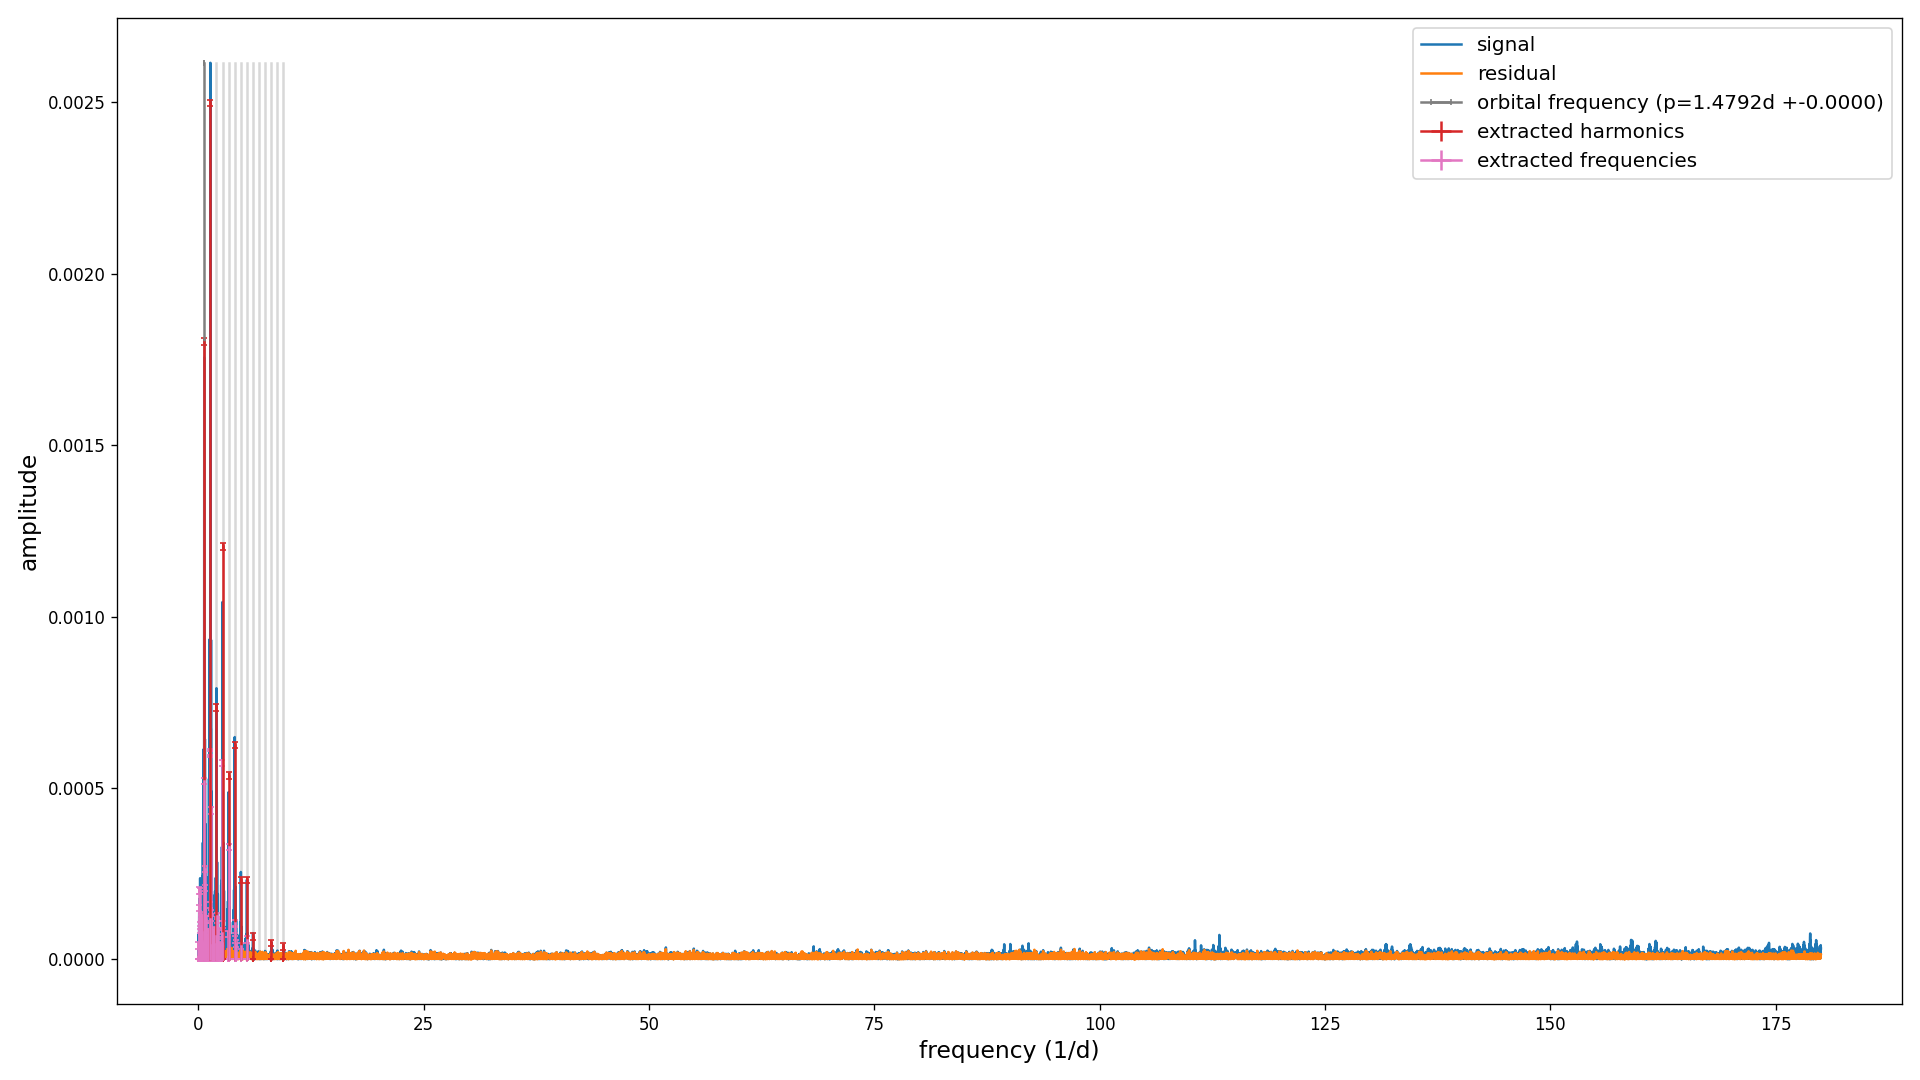 signal
residual
orbital frequency (p=1.4792d +-0.0000)
extracted harmonics
extracted frequencies
0.0025
0.0020
0.0015
0.0010
0.0005
0.0000
amplitude
0 25 50 75 100 125 150 175
frequency (1/d)